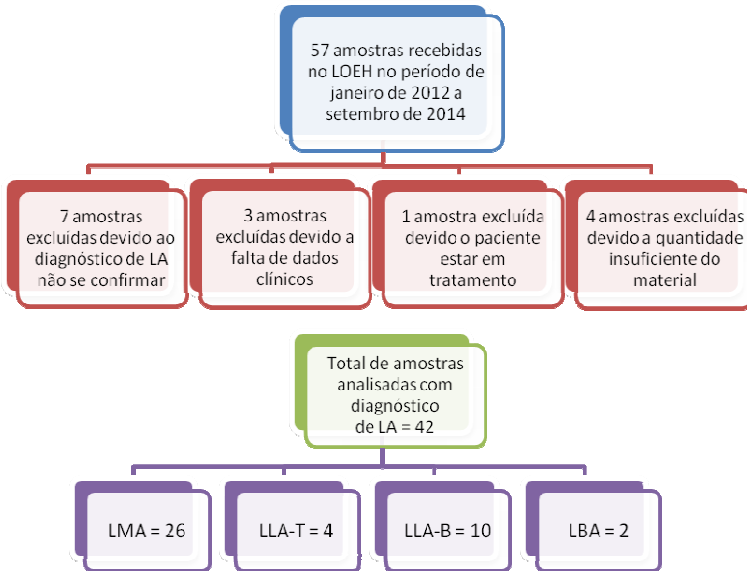 57 amostras recebidas
no LOEH no período de
janeiro de 2012 a
setembro de 2014
7 amostras
excluídas devido ao
diagnóstico de LA
não se confirmar
3 amostras
excluídas devido a
falta de dados
clínicos
1 amostra excluída
devido o paciente
estar em
tratamento
4 amostras excluídas
devido a quantidade
insuficiente do
material
Total de amostras
analisadas com
diagnóstico
de LA = 42
LMA = 26
LLA-T = 4
LLA-B = 10
LBA = 2